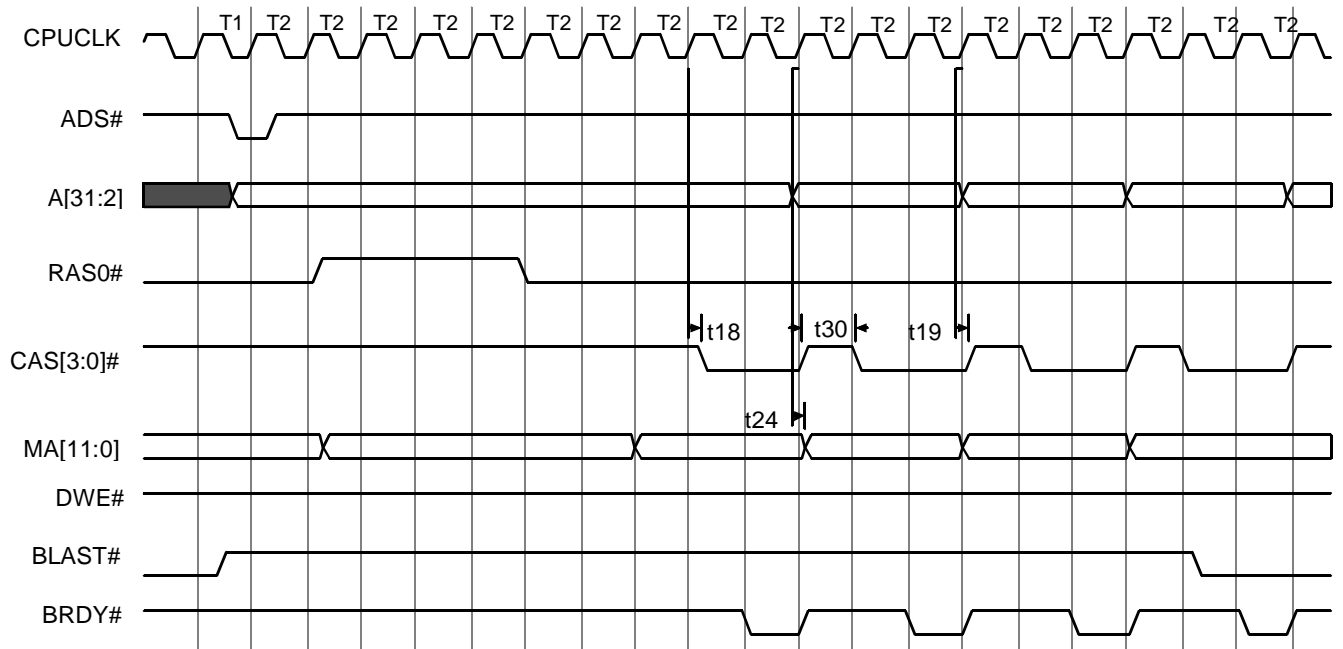 CPUCLK T1 T2 T2 T2 T2 T2 T2 T2 T2 T2 T2 T2 T2 T2 T2 T2 T2 T2 T2 T2
ADS#
A[31:2]
RAS0#
t18 t30 t19
CAS[3:0]#
t24
MA[11:0]
DWE#
BLAST#
BRDY#